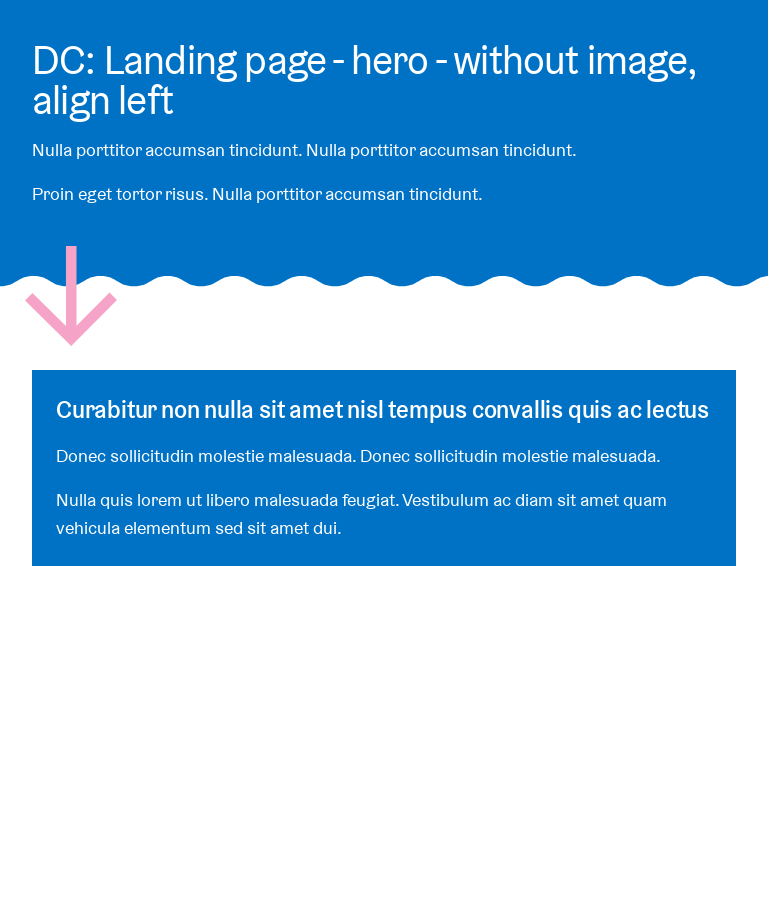 DC: Landing page - hero - without image,
align left
Nulla porttitor accumsan tincidunt. Nulla porttitor accumsan tincidunt.
Proin eget tortor risus. Nulla porttitor accumsan tincidunt.
Curabitur non nulla sit amet nisl tempus convallis quis ac lectus
Donec sollicitudin molestie malesuada. Donec sollicitudin molestie malesuada.
Nulla quis lorem ut libero malesuada feugiat. Vestibulum ac diam sit amet quam
vehicula elementum sed sit amet dui.